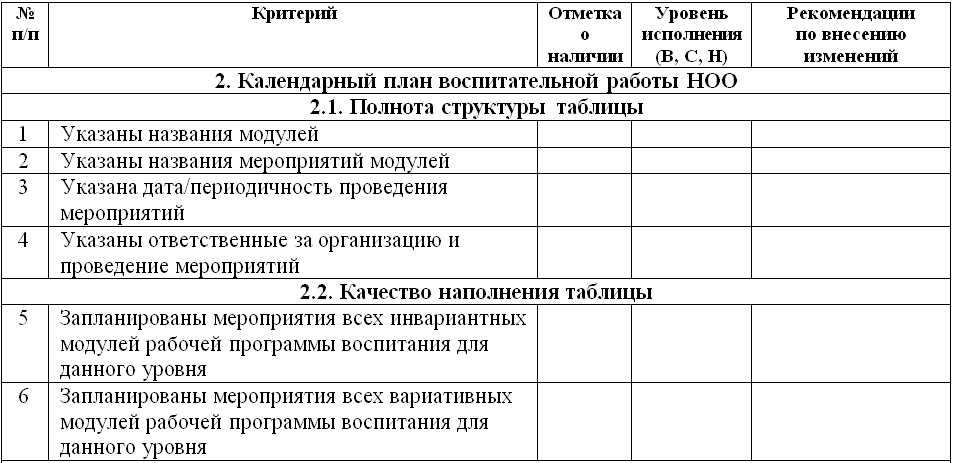 № Критерий Отметка Уровень Рекомендации
п/п о исполнения по внесению
наличии (В, С, Н) изменений
2. Календарный план воспитательной работы НОО
2.1. Полнота структуры таблицы
1 Указаны названия модулей
2 Указаны названия мероприятий модулей
3 Указана дата/периодичность проведения
мероприятий
4 Указаны ответственные за организацию и
проведение мероприятий
2.2. Качество наполнения таблицы
5 Запланированы мероприятия всех инвариантных
модулей рабочей программы воспитания для
данного уровня
6 Запланированы мероприятия всех вариативных
модулей рабочей программы воспитания для
данного уровня